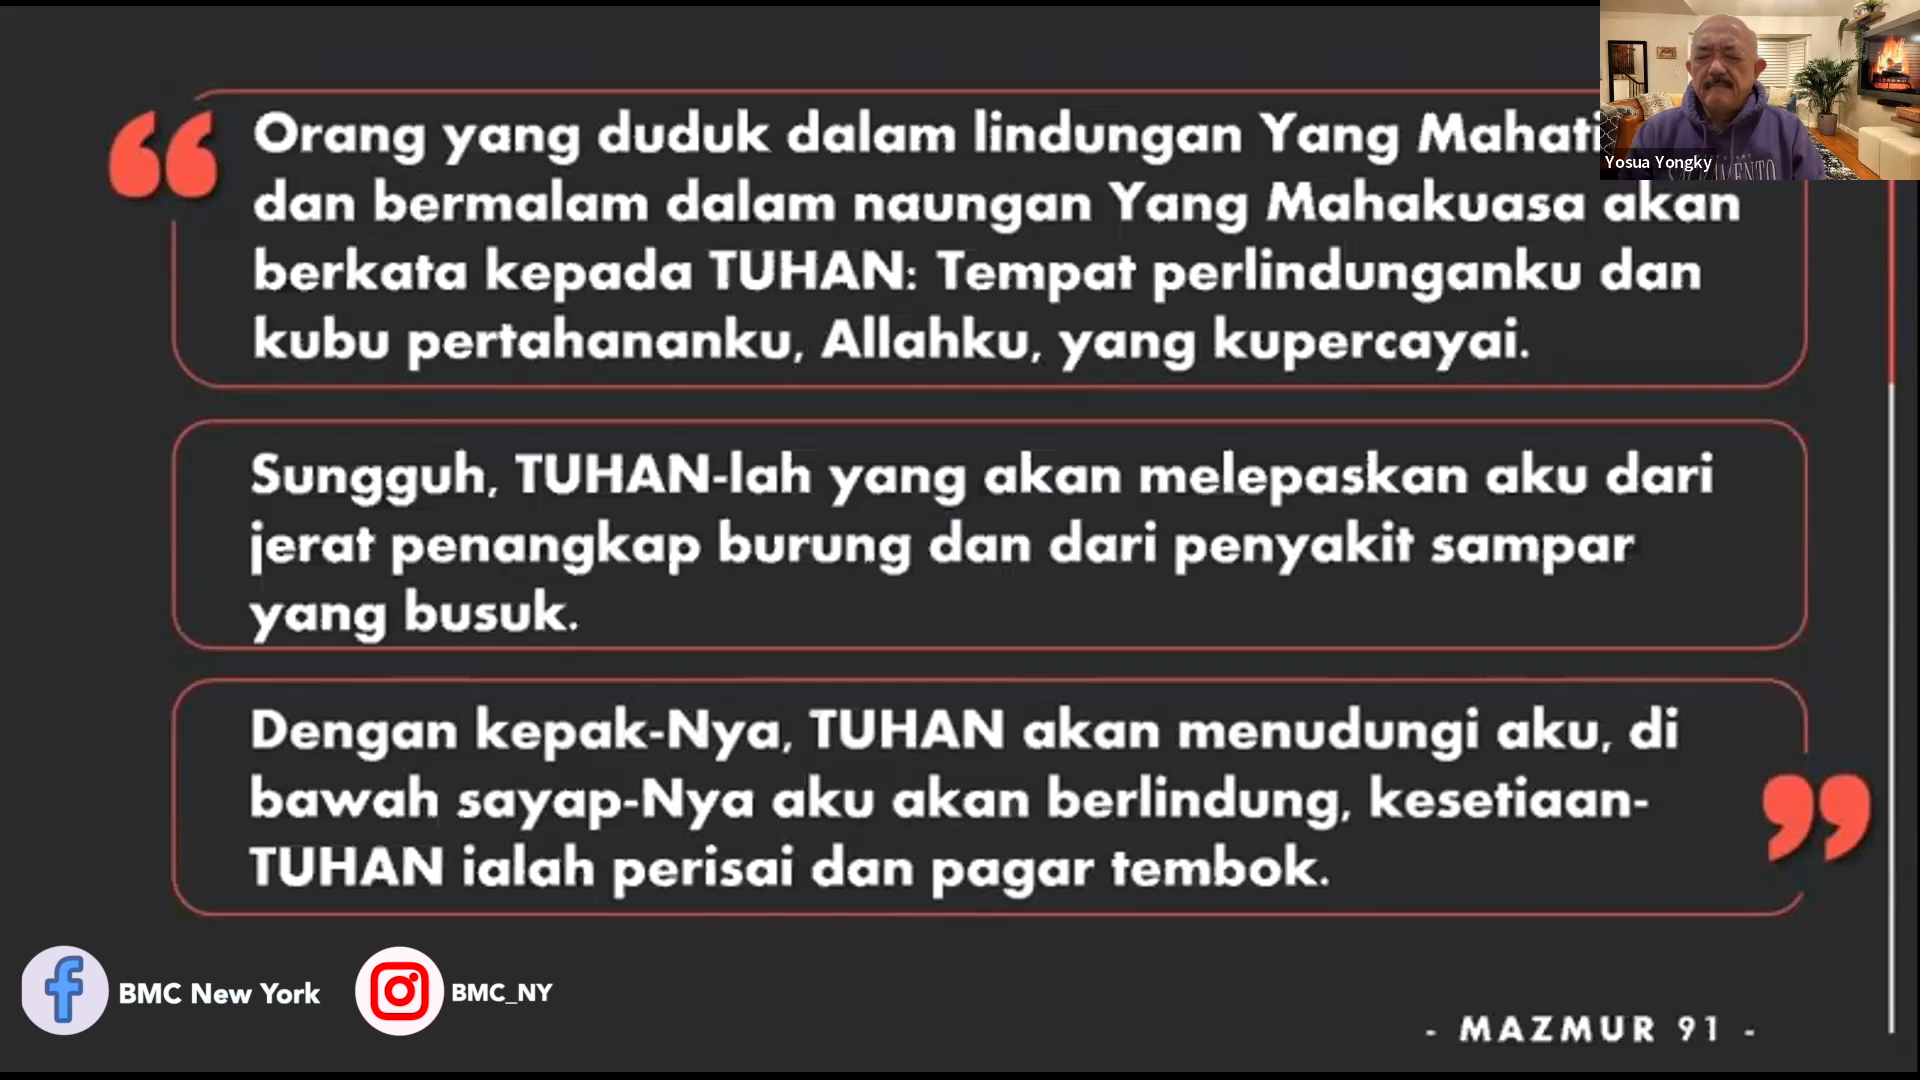 Orang yang duduk dalam lindungan Yang
dan bermalam dalam naungan Yang Mahakuasa akan
berkata kepada TUHAN: Tempat perlindunganku dan
kubu pertahananku, Allahku, yang kupercayai.
Sungguh, TUHAN-lah yang akan melepaskan aku dari
jerat penangkap burung dan dari penyakit sampar
yang busuk.
Dengan kepak-Nya, TUHAN akan menudungi aku, di
bawah sayap-Nya aku akan berlindung, kesetiaan-
TUHAN ialah perisai dan pagar tembok.
Yosua Yongky
BMC New York
BMC_NY
- MAZMUR 91 -